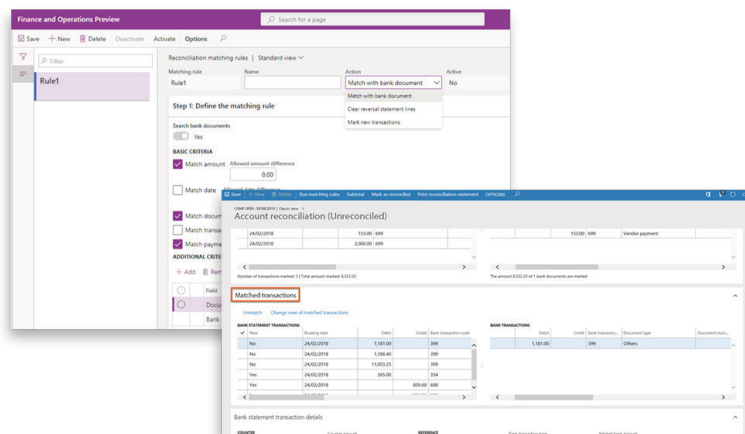 Finance and Operations Preview
Search for a page
Save + New Delete Deactivate Activate Options
Filter
Rule1
Reconciliation matching rules | Standard view
Matching rule Name Action Active
Rule1 Match with bank document No
Match with bank document
Clear reversal statement lines
Mark new transactions
Step 1: Define the matching rule
Search bank documents
Yes
BASIC CRITERIA
Match amount Allowed amount difference
0.00
Match date
Match docum
Match transa
Match payme
ADDITIONAL CRITE
+ Add Rem
Field
Docu
Bank
Save + New Delete Run matching rules Subtotal Mark as reconciled Print reconciliation statement OPTIONS
Account reconciliation (Unreconciled)
24/02/2018 153.00 699 153.00 699 Vendor payment
24/02/2018 2,000.00 699
Matched transactions
Unmatch Change view of matched transactions
BANK STATEMENT TRANSACTIONS BANK TRANSACTIONS
New Booking date Debit Credit Bank transaction code Debit Credit Bank transactio... Document type Document num...
No 24/02/2018 1,181.00 399 1,181.00 399 Others
No 24/02/2018 1,398.40 399
No 24/02/2018 11,003.25 399
Yes 24/02/2018 265.00 354
Yes 24/02/2018 809.68 698
Bank statement transaction details
COUNTER REFERENCE